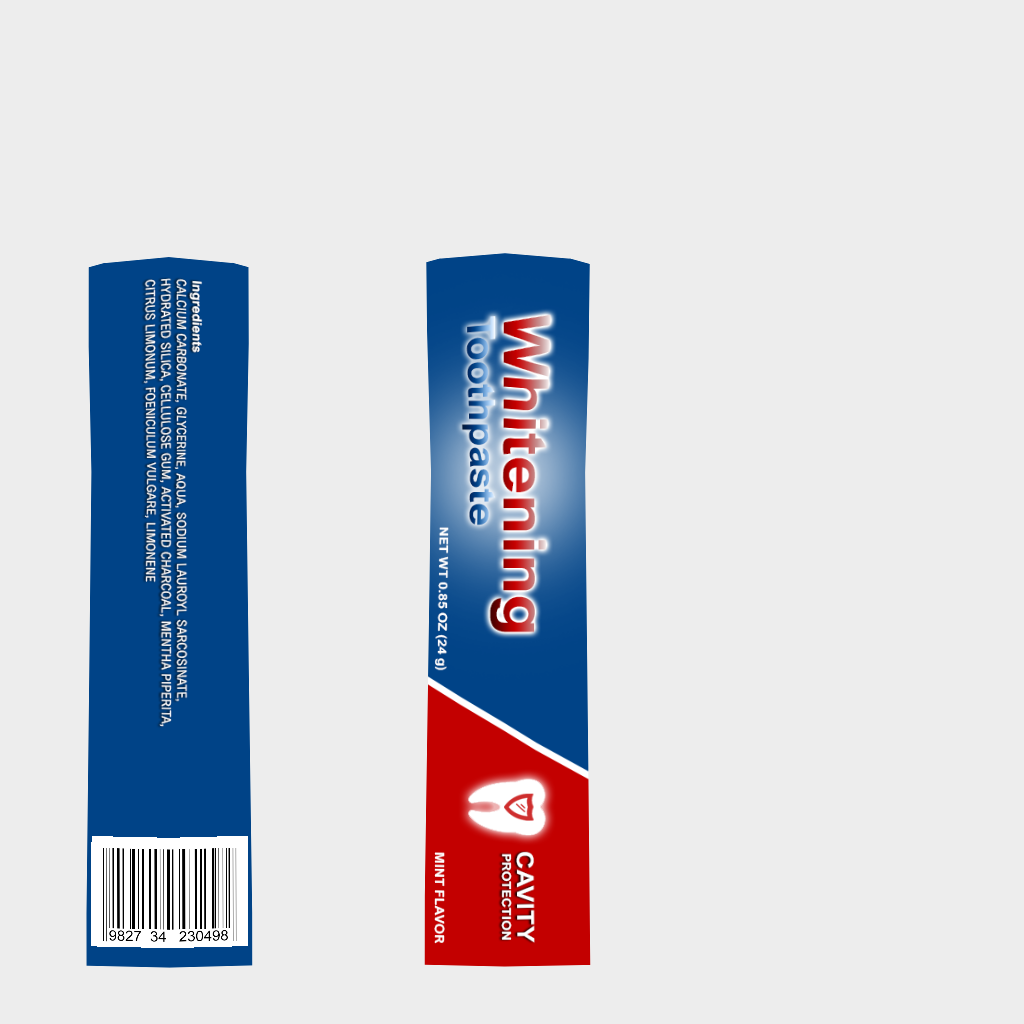 Ingredients
CALCIUM CARBONATE, GLYCERINE, AQUA, SODIUM LAUROYL SARCOSINATE,
HYDRATED SILICA, CELLULOSE GUM, ACTIVATED CHARCOAL, MENTHA PIPERITA,
CITRUS LIMONUM, FOENICULUM VULGARE, LIMONENE
9827 34 230498
Whitening
Toothpaste
NET WT 0.85 OZ (24 g)
CAVITY
PROTECTION
MINT FLAVOR